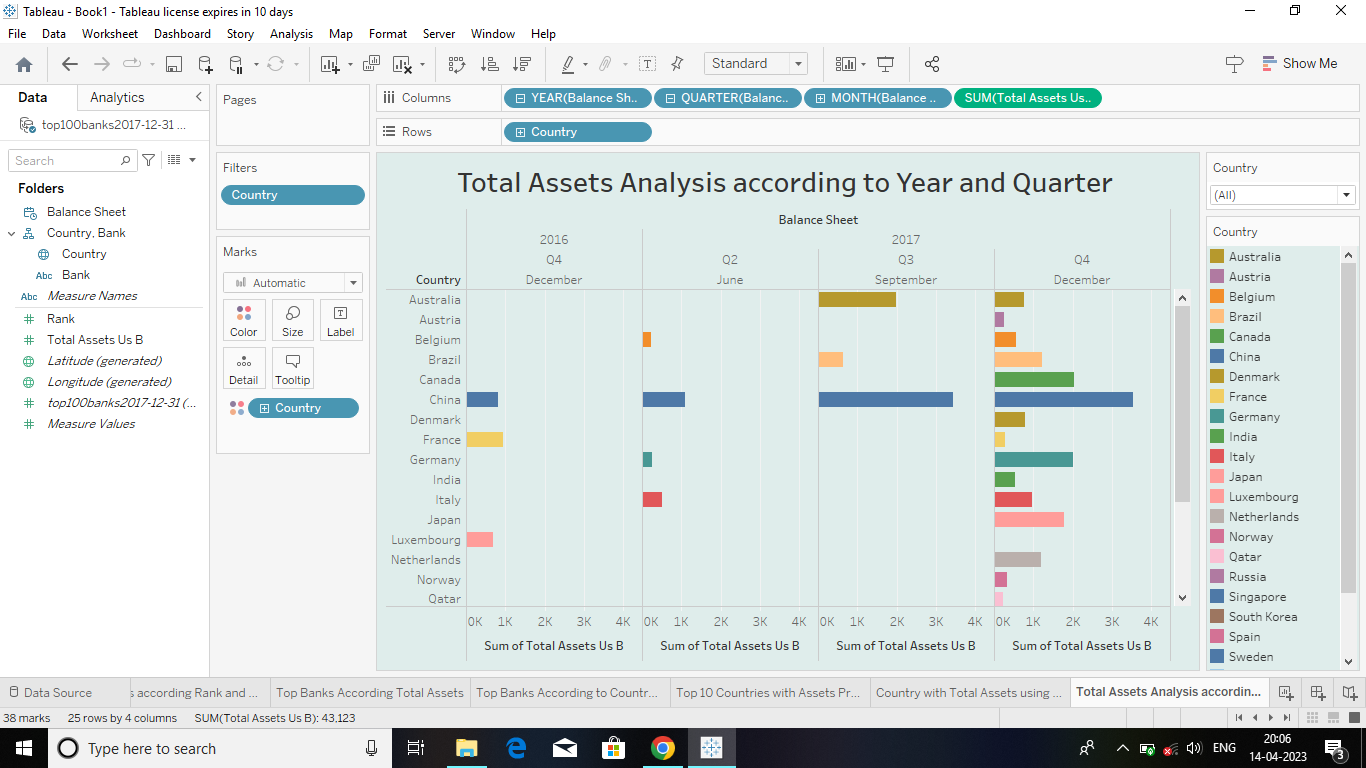 Tableau - Book1 - Tableau license expires in 10 days
File Data Worksheet Dashboard Story Analysis Map Format Server Window Help
Standard
Show Me
Data Analytics
top100banks2017-12-31 ...
Search
Folders
Balance Sheet
Country, Bank
Country
Abc Bank
Abc Measure Names
Rank
Total Assets Us B
Latitude (generated)
Longitude (generated)
top100banks2017-12-31 (...
Measure Values
Pages
Filters
Country
Marks
Automatic
Color Size Label
Detail Tooltip
Country
Columns YEAR(Balance Sh.. QUARTER(Balanc.. MONTH(Balance .. SUM(Total Assets Us..
Rows Country
Total Assets Analysis according to Year and Quarter
Balance Sheet
2016 2017
Q4 Q2 Q3 Q4
Country December June September December
Australia
Austria
Belgium
Brazil
Canada
China
Denmark
France
Germany
India
Italy
Japan
Luxembourg
Netherlands
Norway
Qatar
0K 1K 2K 3K 4K 0K 1K 2K 3K 4K 0K 1K 2K 3K 4K 0K 1K 2K 3K 4K
Sum of Total Assets Us B Sum of Total Assets Us B Sum of Total Assets Us B Sum of Total Assets Us B
Country
(All)
Country
Australia
Austria
Belgium
Brazil
Canada
China
Denmark
France
Germany
India
Italy
Japan
Luxembourg
Netherlands
Norway
Qatar
Russia
Singapore
South Korea
Spain
Sweden
Data Source s according Rank and ... Top Banks According Total Assets Top Banks According to Countr... Top 10 Countries with Assets Pr... Country with Total Assets using ... Total Assets Analysis accordin...
38 marks 25 rows by 4 columns SUM(Total Assets Us B): 43,123
Type here to search
ENG
20:06
14-04-2023
3